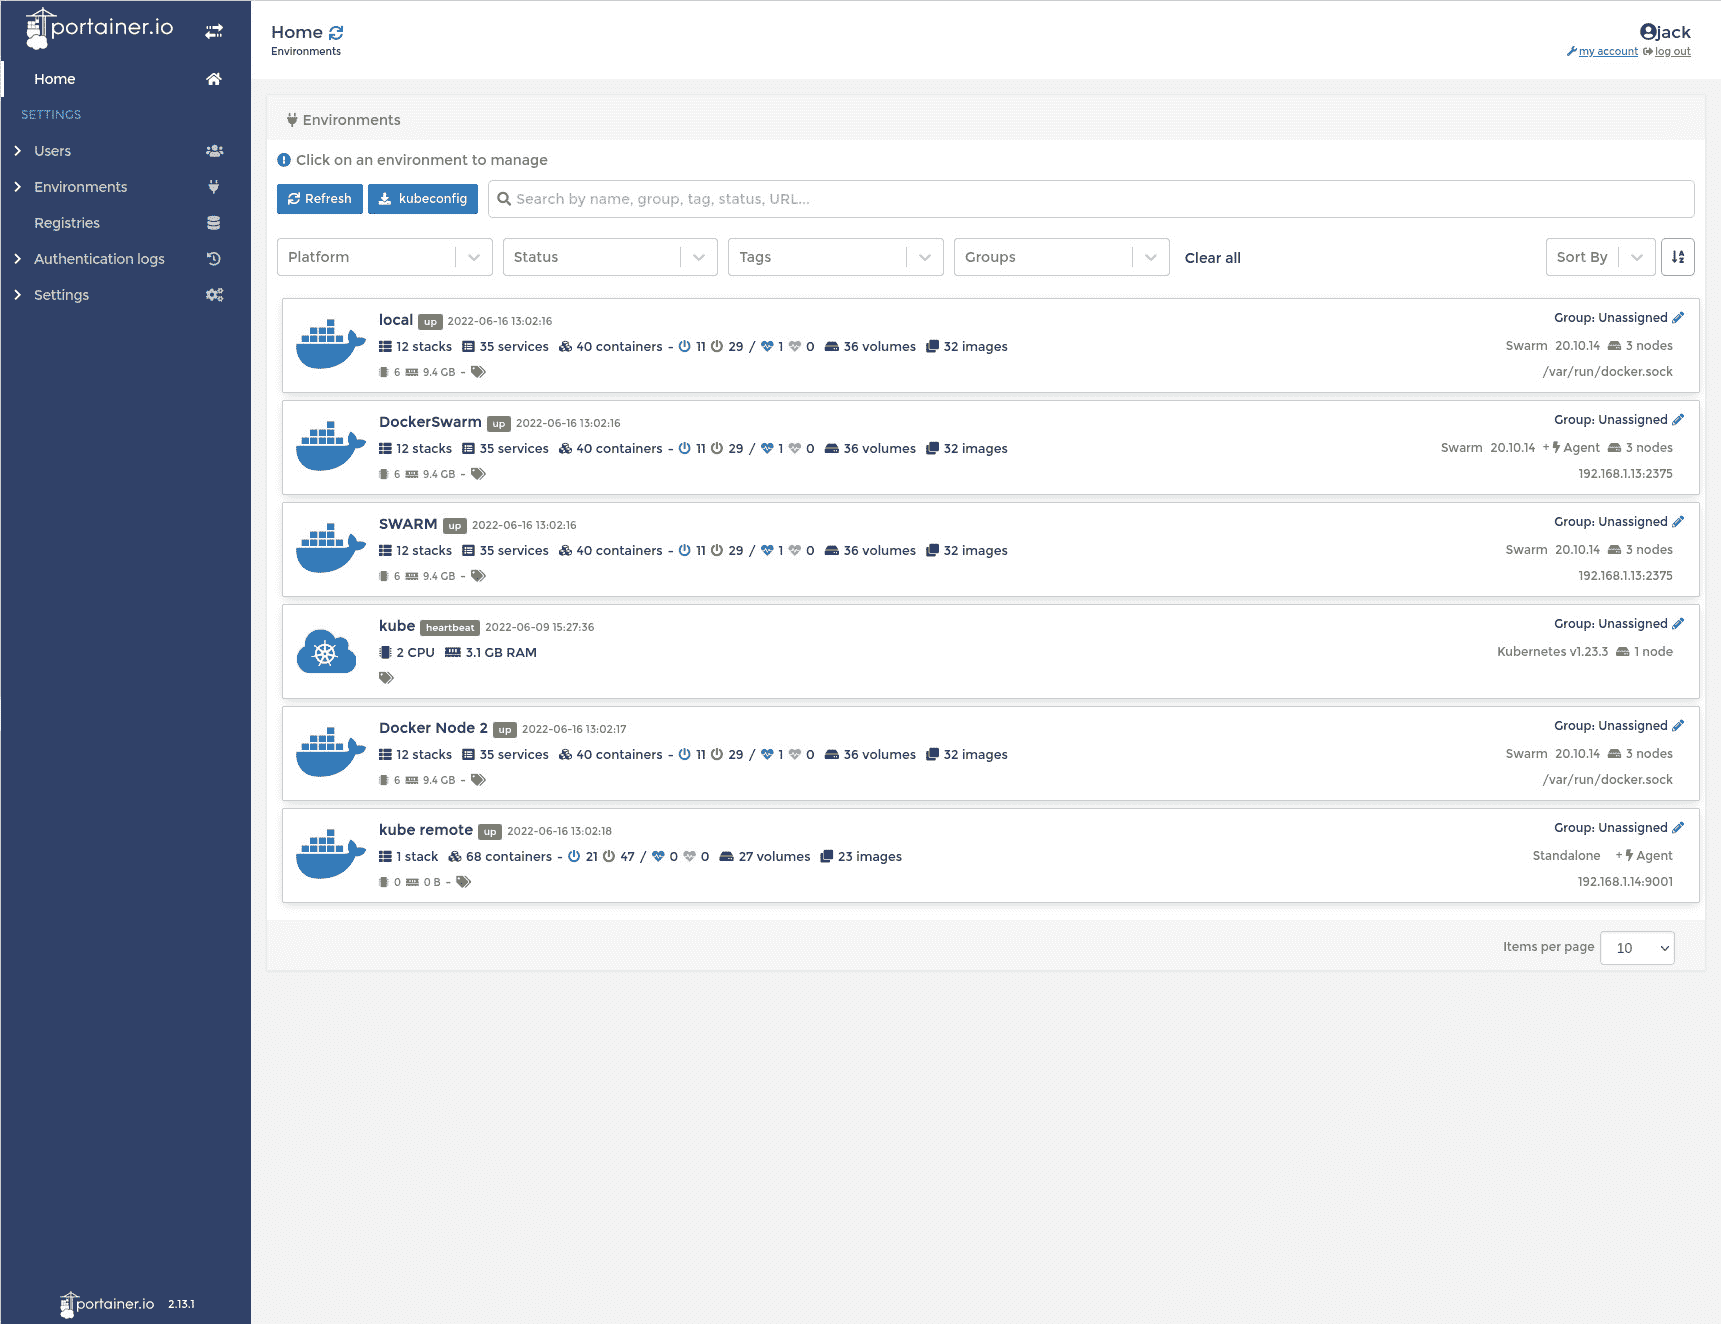 portainer.io
Home
SETTINGS
Users
Environments
Registries
Authentication logs
Settings
portainer.io 2.13.1
Home
Environments
jack
my account log out
Environments
Click on an environment to manage
Refresh kubeconfig Search by name, group, tag, status, URL...
Platform Status Tags Groups Clear all Sort By
local up 2022-06-16 13:02:16 Group: Unassigned
12 stacks 35 services 40 containers - 11 29 / 1 0 36 volumes 32 images Swarm 20.10.14 3 nodes
6 9.4 GB - /var/run/docker.sock
DockerSwarm up 2022-06-16 13:02:16 Group: Unassigned
12 stacks 35 services 40 containers - 11 29 / 1 0 36 volumes 32 images Swarm 20.10.14 + Agent 3 nodes
6 9.4 GB - 192.168.1.13:2375
SWARM up 2022-06-16 13:02:16 Group: Unassigned
12 stacks 35 services 40 containers - 11 29 / 1 0 36 volumes 32 images Swarm 20.10.14 3 nodes
6 9.4 GB - 192.168.1.13:2375
kube heartbeat 2022-06-09 15:27:36 Group: Unassigned
2 CPU 3.1 GB RAM Kubernetes v1.23.3 1 node
Docker Node 2 up 2022-06-16 13:02:17 Group: Unassigned
12 stacks 35 services 40 containers - 11 29 / 1 0 36 volumes 32 images Swarm 20.10.14 3 nodes
6 9.4 GB - /var/run/docker.sock
kube remote up 2022-06-16 13:02:18 Group: Unassigned
1 stack 68 containers - 21 47 / 0 0 27 volumes 23 images Standalone + Agent
0 0 B - 192.168.1.14:9001
Items per page 10